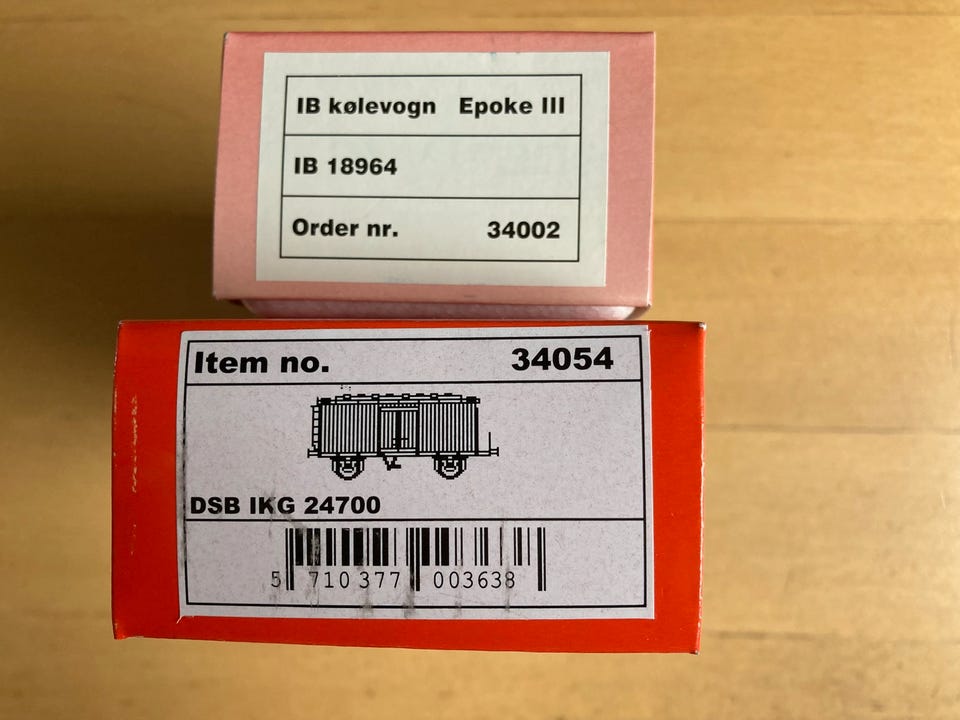 IB kølevogn Epoke III
IB 18964
Order nr. 34002
Item no. 34054
DSB IKG 24700
5 710377 003638